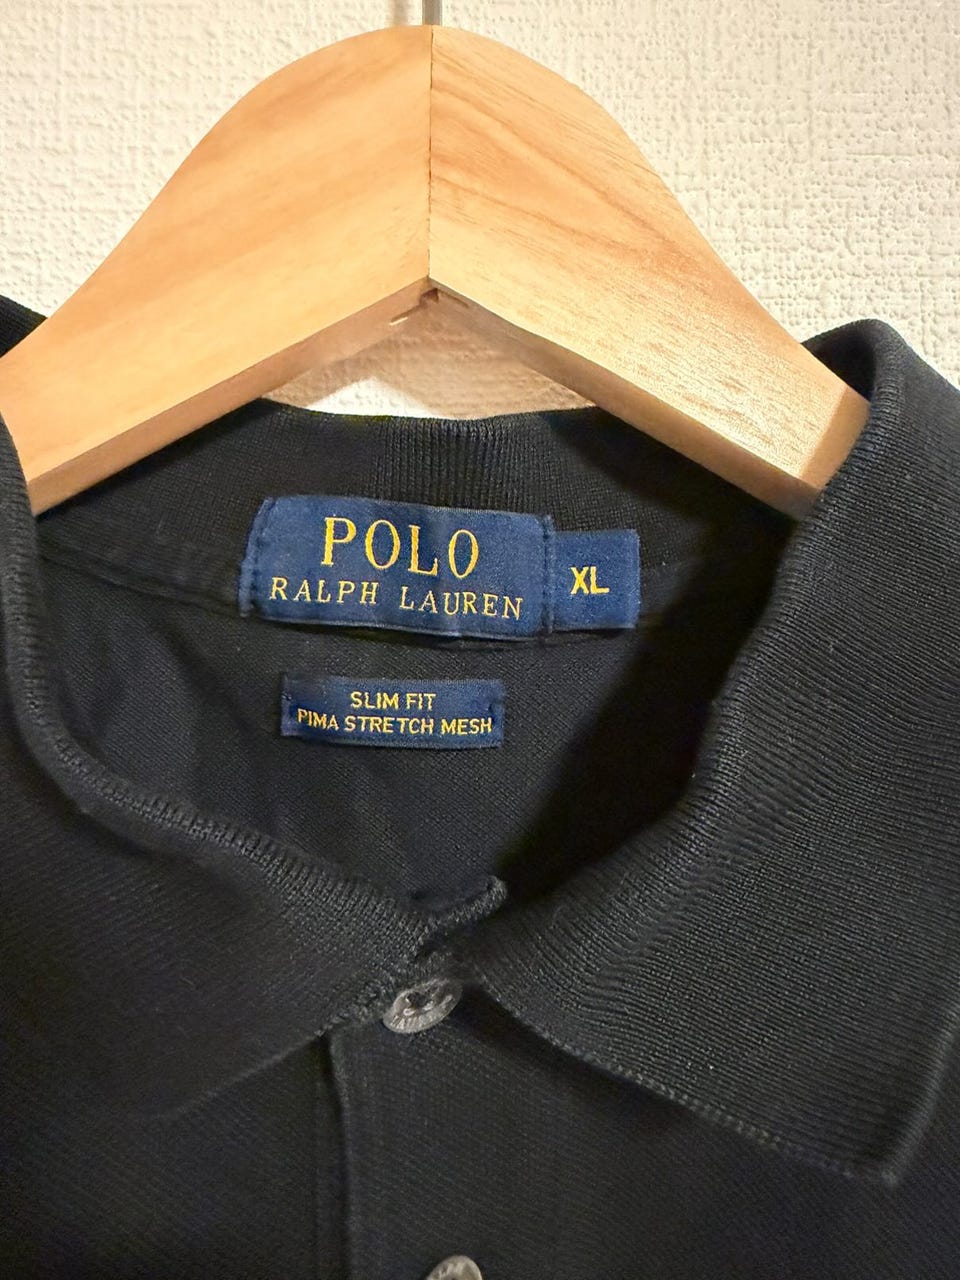 POLO
RALPH LAUREN
XL
SLIM FIT
PIMA STRETCH MESH